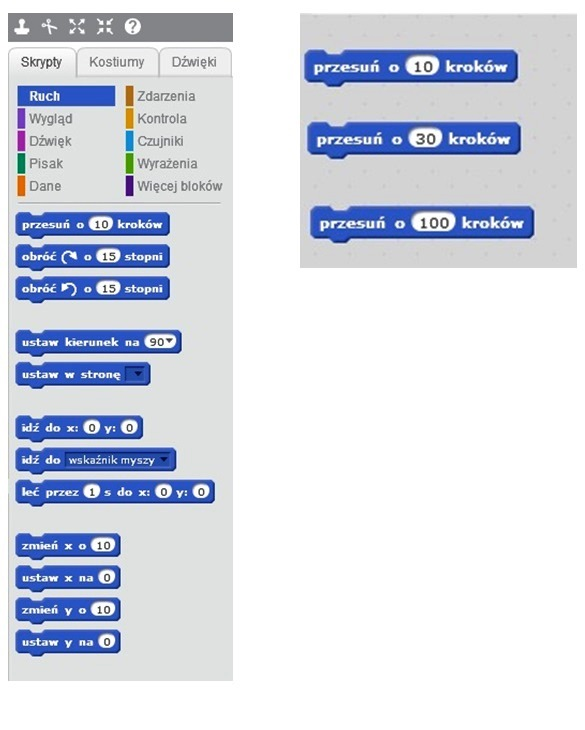 Skrypty Kostiumy Dźwięki
Ruch Zdarzenia
Wygląd Kontrola
Dźwięk Czujniki
Pisak Wyrażenia
Dane Więcej bloków
przesuń o 10 kroków
obróć o 15 stopni
obróć o 15 stopni
ustaw kierunek na 90
ustaw w stronę
idź do x: 0 y: 0
idź do wskaźnik myszy
leć przez 1 s do x: 0 y: 0
zmień x o 10
ustaw x na 0
zmień y o 10
ustaw y na 0
przesuń o 10 kroków
przesuń o 30 kroków
przesuń o 100 kroków